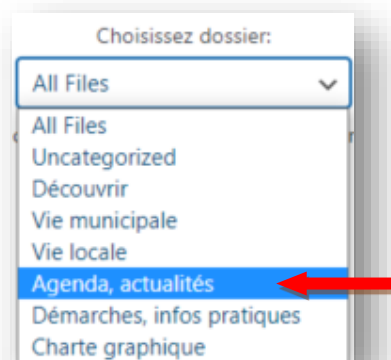 Choisissez dossier:
All Files
All Files
Uncategorized
Découvrir
Vie municipale
Vie locale
Agenda, actualités
Démarches, infos pratiques
Charte graphique